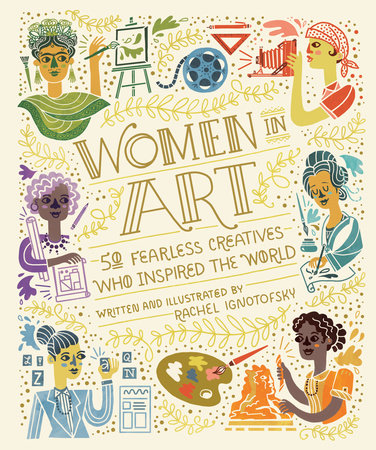 WOMEN IN
ART
50 FEARLESS CREATIVES
WHO INSPIRED THE WORLD
WRITTEN AND ILLUSTRATED BY
RACHEL IGNOTOFSKY
Z
Q
N
Z